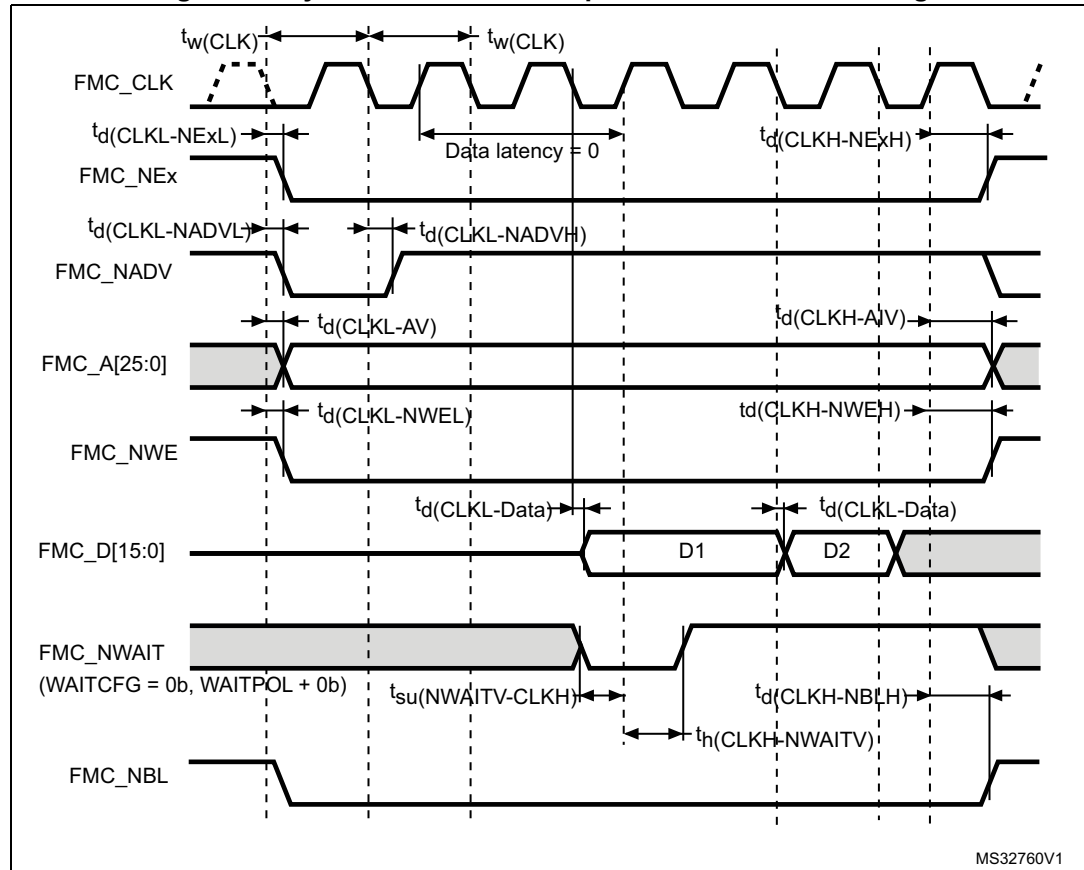 tw(CLK)
tw(CLK)
FMC_CLK
td(CLKL-NExL)
Data latency = 0
td(CLKH-NExH)
FMC_NEx
td(CLKL-NADVL)
td(CLKL-NADVH)
FMC_NADV
td(CLKL-AV)
td(CLKH-AIV)
FMC_A[25:0]
td(CLKL-NWEL)
td(CLKH-NWEH)
FMC_NWE
td(CLKL-Data)
td(CLKL-Data)
FMC_D[15:0]
D1
D2
FMC_NWAIT
(WAITCFG = 0b, WAITPOL + 0b)
tsu(NWAITV-CLKH)
td(CLKH-NBLH)
th(CLKH-NWAITV)
FMC_NBL
MS32760V1